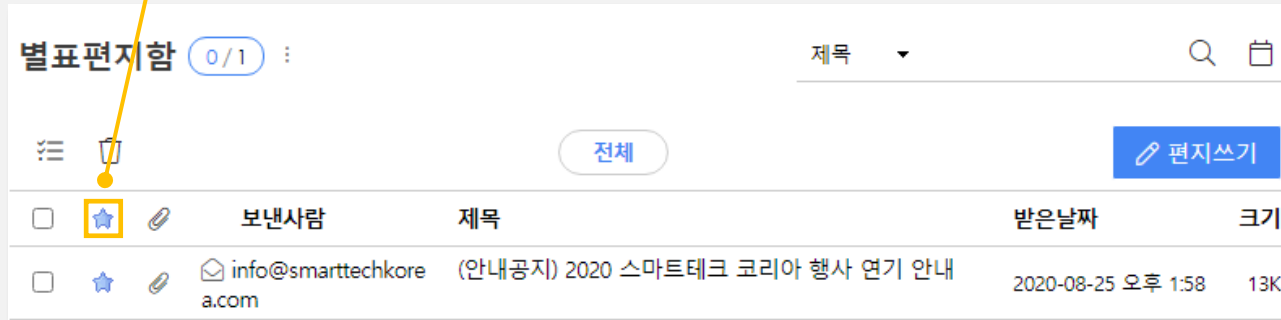 별표편지함 0/1
제목
전체
편지쓰기
보낸사람 제목 받은날짜 크기
info@smarttechkore (안내공지) 2020 스마트테크 코리아 행사 연기 안내 2020-08-25 오후 1:58 13K
a.com